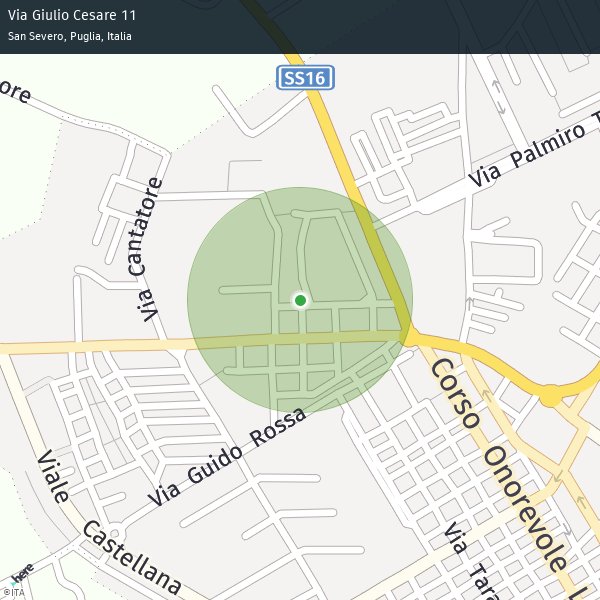 Via Giulio Cesare 11
San Severo, Puglia, Italia
SS16
ore
Via Palmiro T
Via Cantatore
Corso Onorevole L
Via Guido Rossa
Viale Castellana
Via Tara
here
©ITA